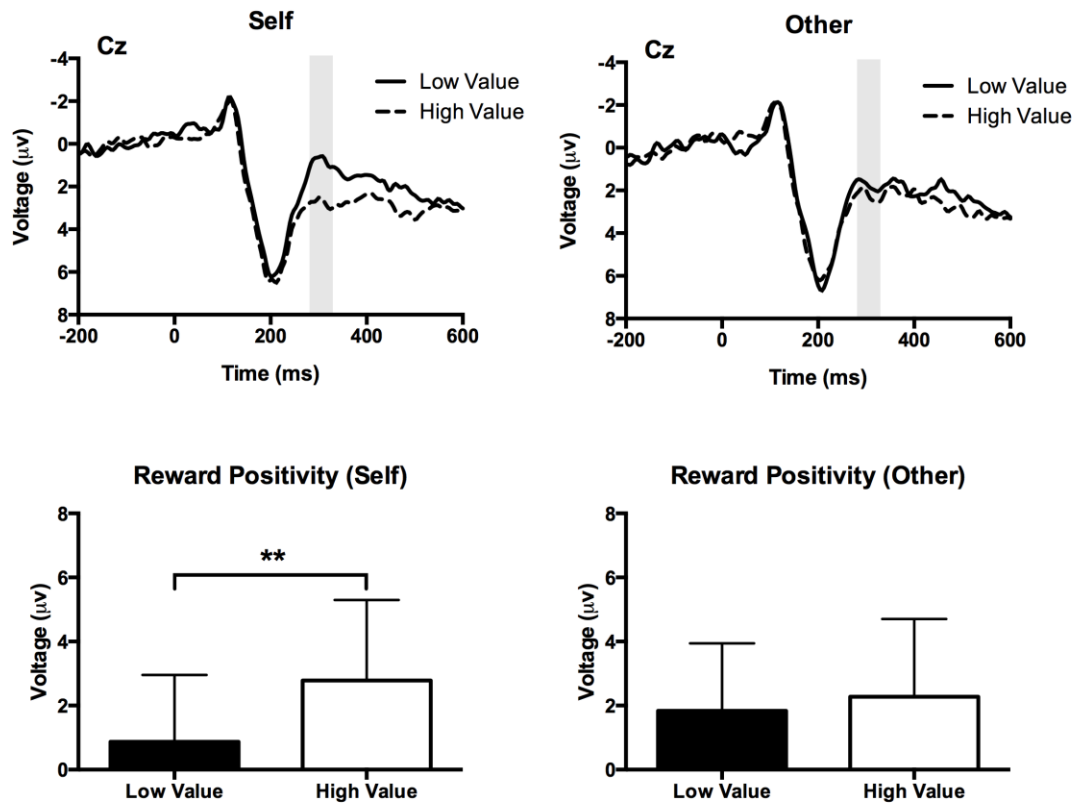 Self
Cz
-4
-2
0
2
4
6
8
Voltage (μv)
Low Value
High Value
-200
0
200
400
600
Time (ms)
Other
Cz
-4
-2
0
2
4
6
8
Voltage (μv)
Low Value
High Value
-200
0
200
400
600
Time (ms)
Reward Positivity (Self)
8
6
4
2
0
Voltage (μv)
**
Low Value
High Value
Reward Positivity (Other)
8
6
4
2
0
Voltage (μv)
Low Value
High Value